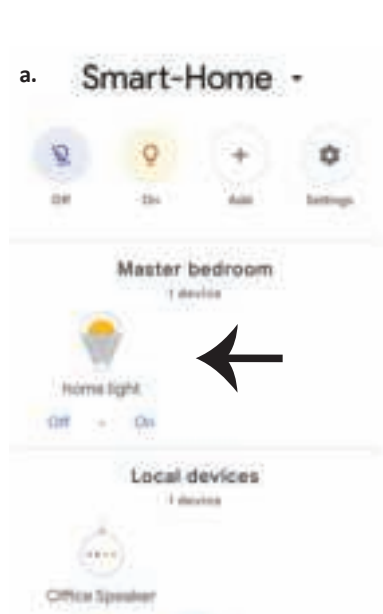 a. Smart-Home
Off On Add Settings
Master bedroom
1 device
home light
Off - On
Local devices
1 device
Office Speaker